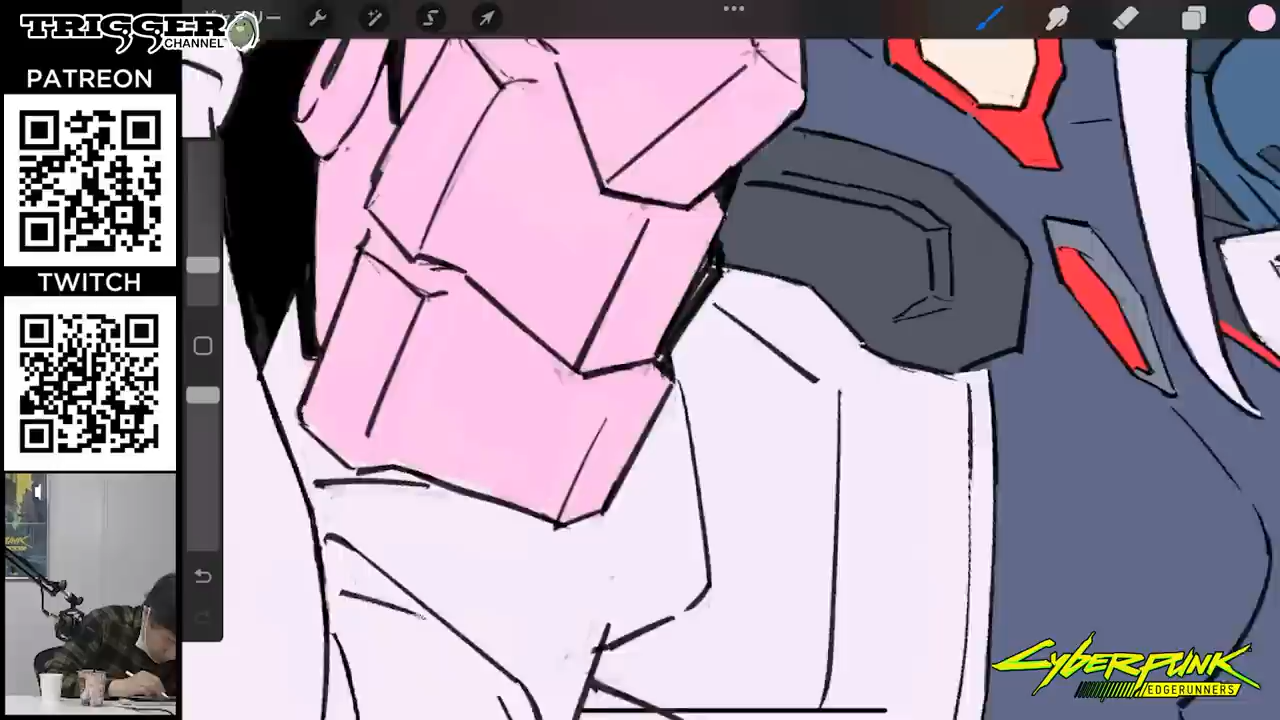 TRIGGER
CHANNEL
PATREON
TWITCH
CYBERPUNK
EDGERUNNERS